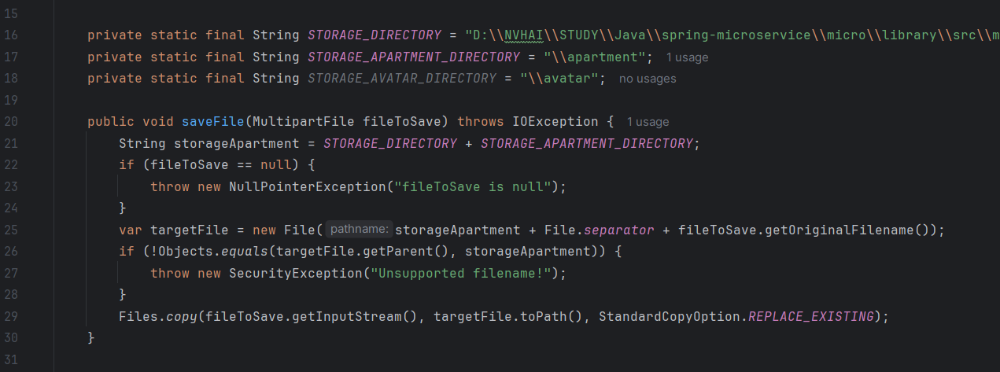 15
16 private static final String STORAGE_DIRECTORY = "D:\\NVHAI\\STUDY\\Java\\spring-microservice\\micro\\library\\src\\m
17 private static final String STORAGE_APARTMENT_DIRECTORY = "\\apartment"; 1 usage
18 private static final String STORAGE_AVATAR_DIRECTORY = "\\avatar"; no usages
19
20 public void saveFile(MultipartFile fileToSave) throws IOException { 1 usage
21 String storageApartment = STORAGE_DIRECTORY + STORAGE_APARTMENT_DIRECTORY;
22 if (fileToSave == null) {
23 throw new NullPointerException("fileToSave is null");
24 }
25 var targetFile = new File( pathname: storageApartment + File.separator + fileToSave.getOriginalFilename());
26 if (!Objects.equals(targetFile.getParent(), storageApartment)) {
27 throw new SecurityException("Unsupported filename!");
28 }
29 Files.copy(fileToSave.getInputStream(), targetFile.toPath(), StandardCopyOption.REPLACE_EXISTING);
30 }
31